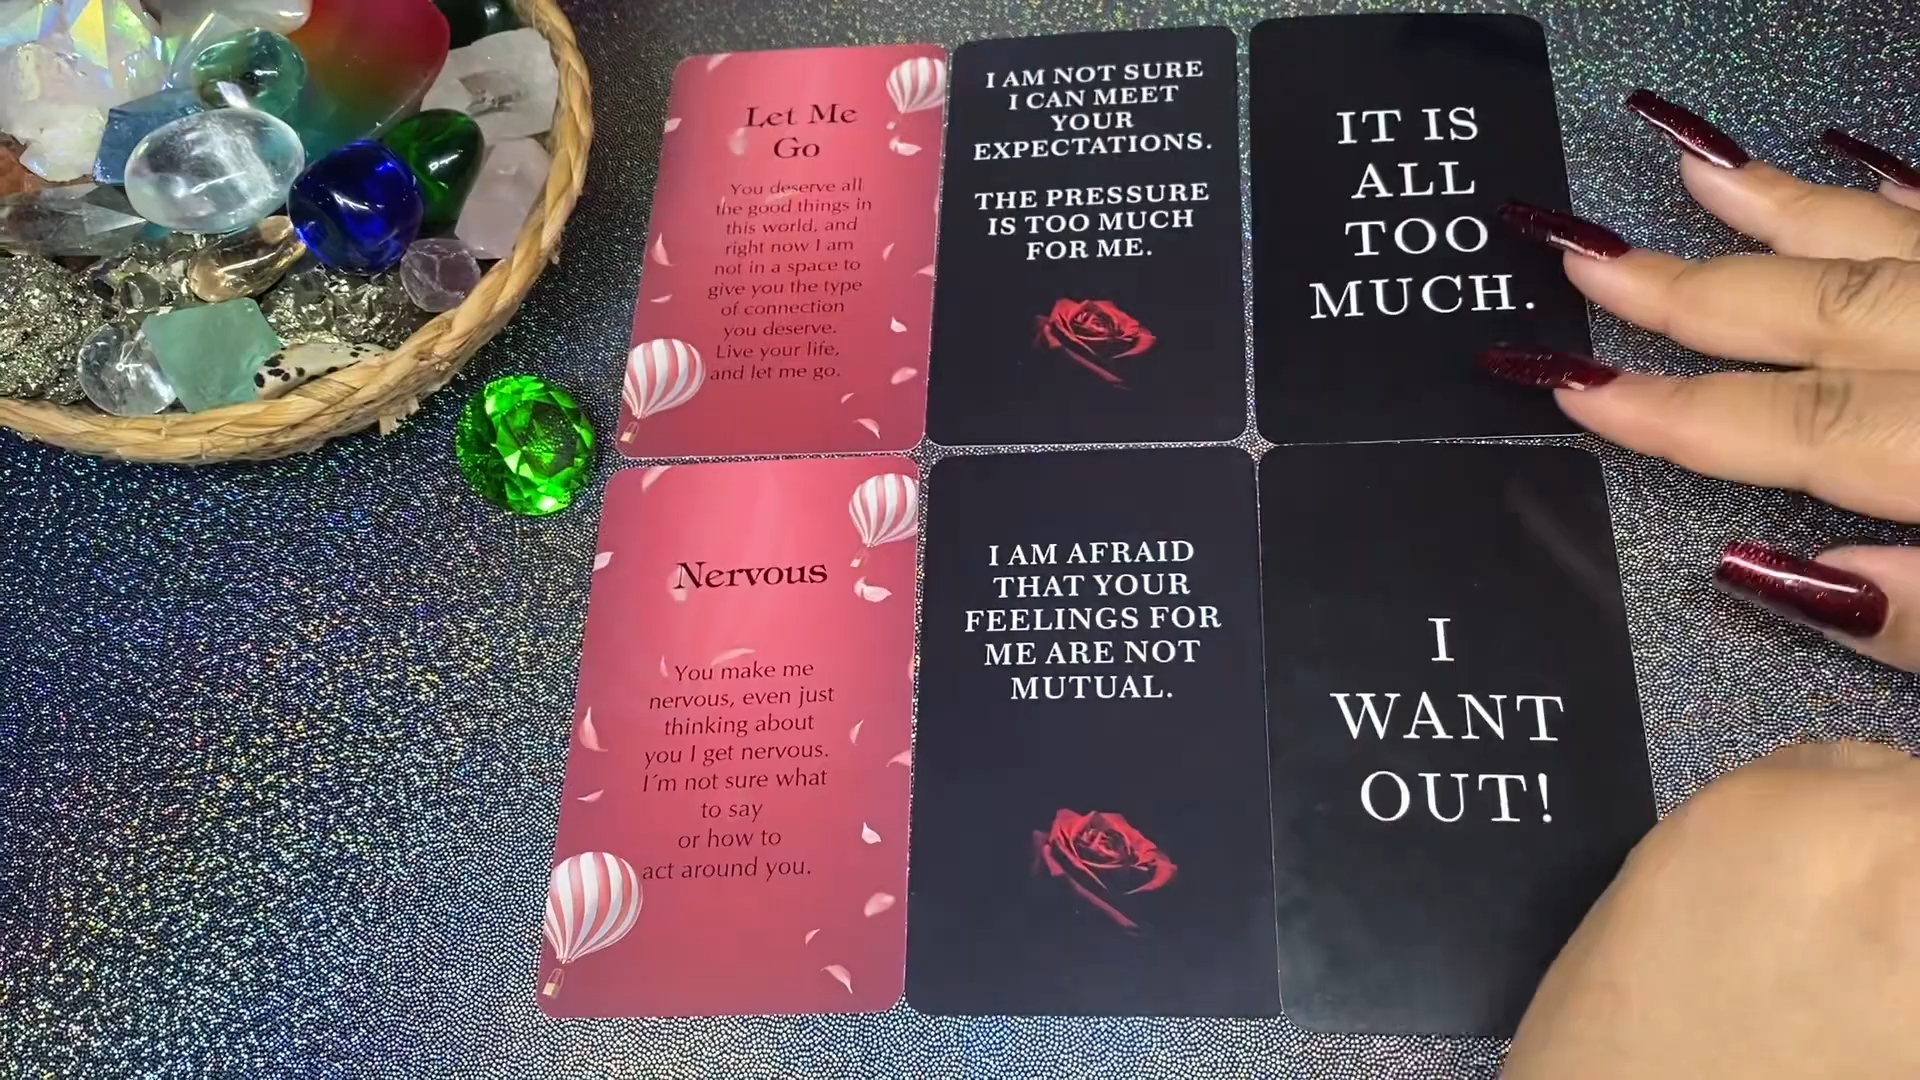 Let Me
Go
You deserve all
the good things in
this world, and
right now I am
not in a space to
give you the type
of connection
you deserve.
Live your life,
and let me go.
I AM NOT SURE
I CAN MEET
YOUR
EXPECTATIONS.
THE PRESSURE
IS TOO MUCH
FOR ME.
IT IS
ALL
TOO
MUCH.
Nervous
You make me
nervous, even just
thinking about
you I get nervous.
I´m not sure what
to say
or how to
act around you.
I AM AFRAID
THAT YOUR
FEELINGS FOR
ME ARE NOT
MUTUAL.
I
WANT
OUT!